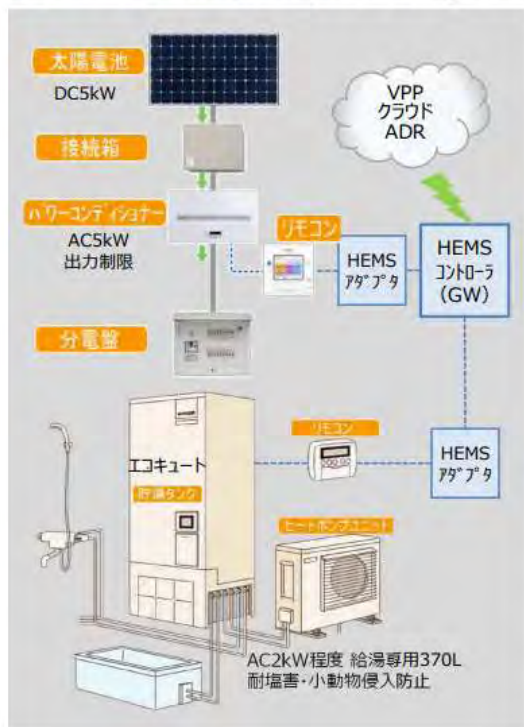 太陽電池
DC5kW
接続箱
パワーコンディショナー
AC5kW
出力制限
分電盤
VPP
クラウド
ADR
リモコン
HEMS
アダプタ
HEMS
コントローラ
(GW)
エコキュート
貯湯タンク
リモコン
HEMS
アダプタ
ヒートポンプユニット
AC2kW程度 給湯専用370L
耐塩害・小動物侵入防止